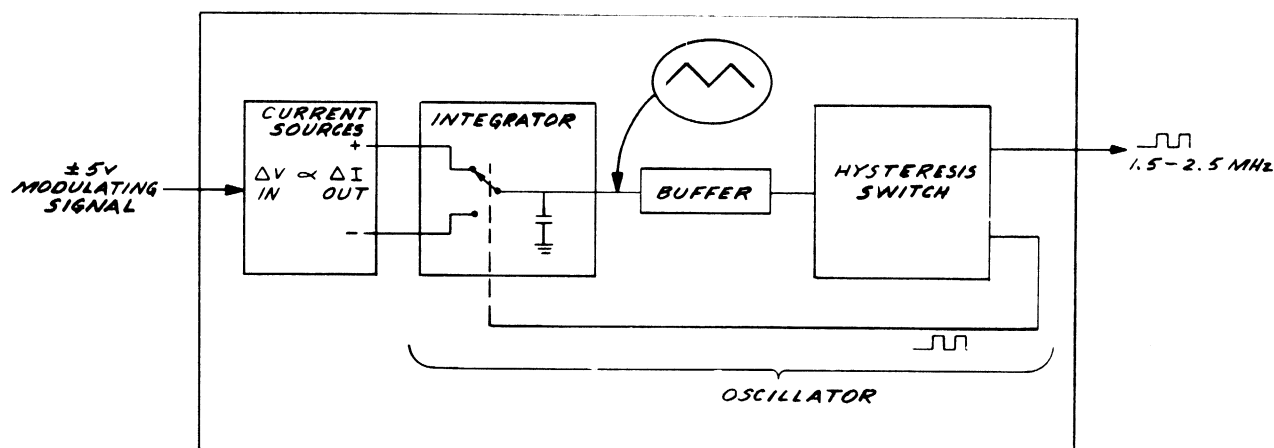 ± 5v
MODULATING
SIGNAL
CURRENT
SOURCES
+
ΔV ∝ ΔI
IN OUT
−
INTEGRATOR
BUFFER
HYSTERESIS
SWITCH
1.5–2.5 MHz
OSCILLATOR